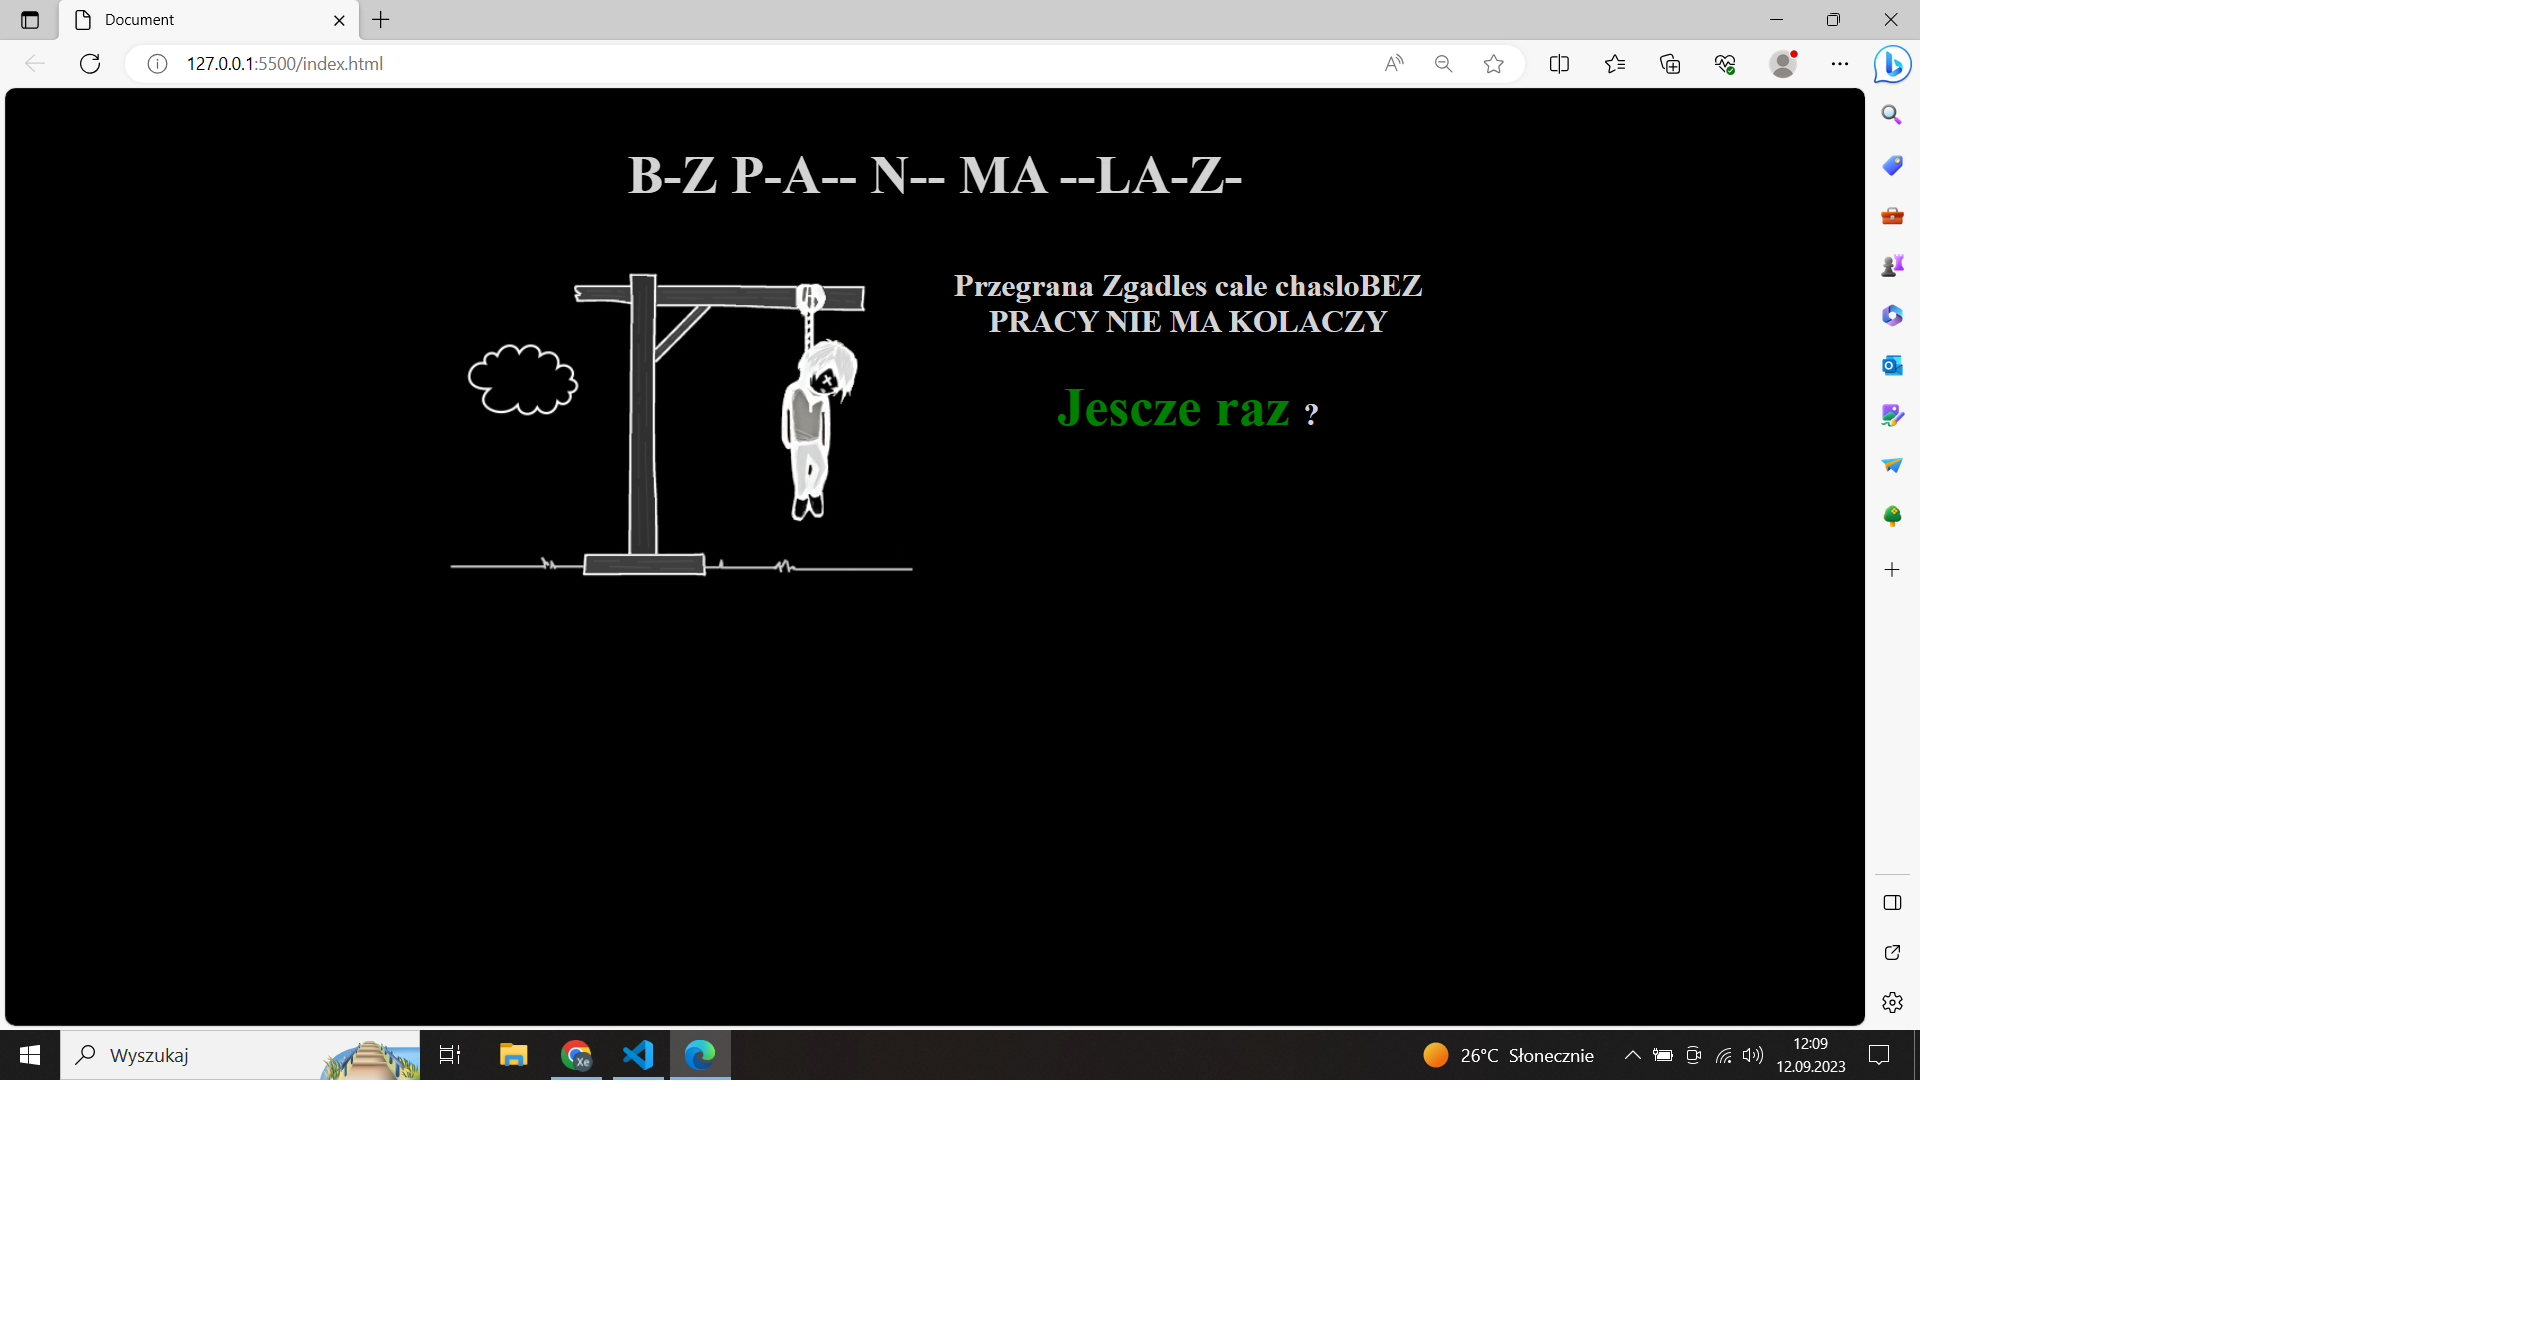 Document
127.0.0.1:5500/index.html
B-Z P-A-- N-- MA --LA-Z-
Przegrana Zgadles cale chasloBEZ
PRACY NIE MA KOLACZY
Jescze raz ?
Wyszukaj
Xe
26°C Słonecznie
12:09
12.09.2023